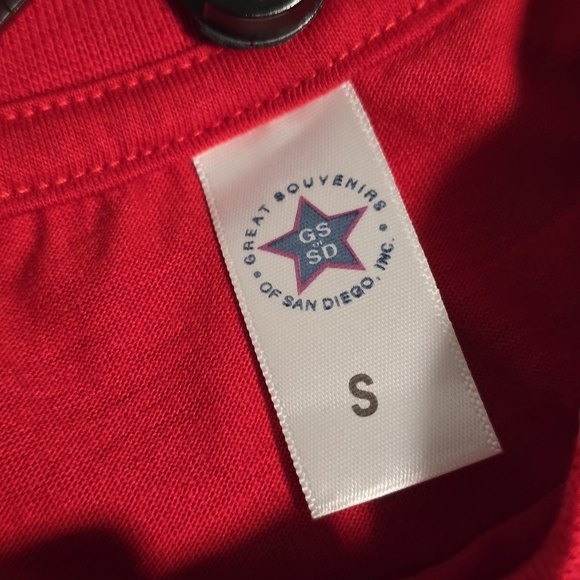 GREAT SOUVENIRS
GS
OF
SD
OF SAN DIEGO, INC.
S